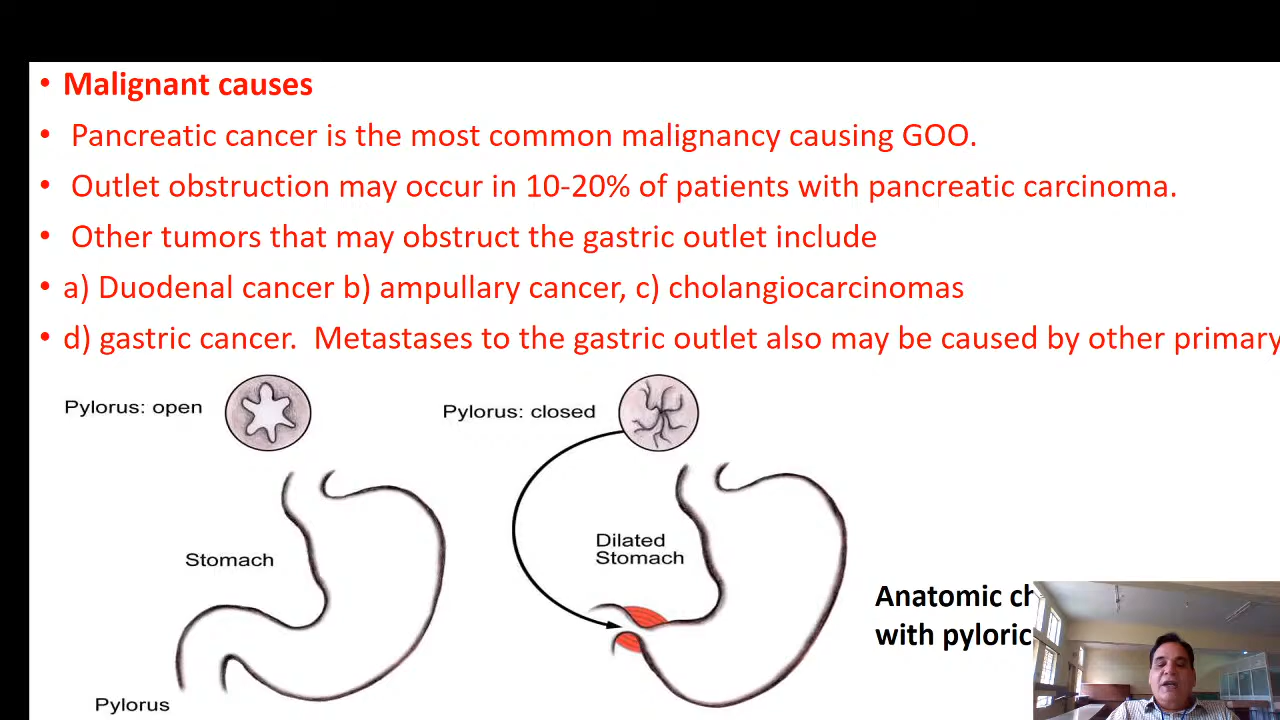 • Malignant causes
• Pancreatic cancer is the most common malignancy causing GOO.
• Outlet obstruction may occur in 10-20% of patients with pancreatic carcinoma.
• Other tumors that may obstruct the gastric outlet include
• a) Duodenal cancer b) ampullary cancer, c) cholangiocarcinomas
• d) gastric cancer. Metastases to the gastric outlet also may be caused by other primary
Pylorus: open
Pylorus: closed
Stomach
Dilated
Stomach
Pylorus
Anatomic
with pyloric